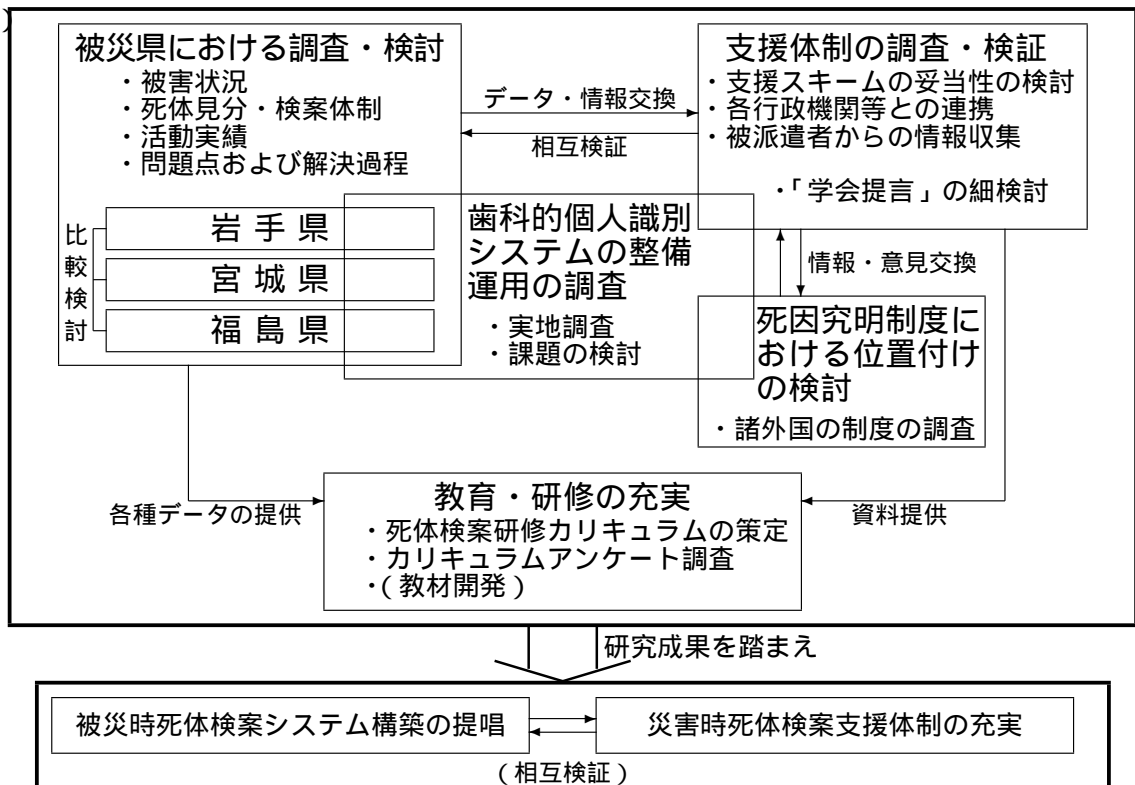 )
被災県における調査・検討
・被害状況
・死体見分・検案体制
・活動実績
・問題点および解決過程
比較検討
岩手県
宮城県
福島県
データ・情報交換
相互検証
支援体制の調査・検証
・支援スキームの妥当性の検討
・各行政機関等との連携
・被派遣者からの情報収集
・「学会提言」の細検討
歯科的個人識別
システムの整備
運用の調査
・実地調査
・課題の検討
情報・意見交換
死因究明制度に
おける位置付け
の検討
・諸外国の制度の調査
各種データの提供
教育・研修の充実
・死体検案研修カリキュラムの策定
・カリキュラムアンケート調査
・(教材開発)
資料提供
研究成果を踏まえ
被災時死体検案システム構築の提唱
災害時死体検案支援体制の充実
(相互検証)